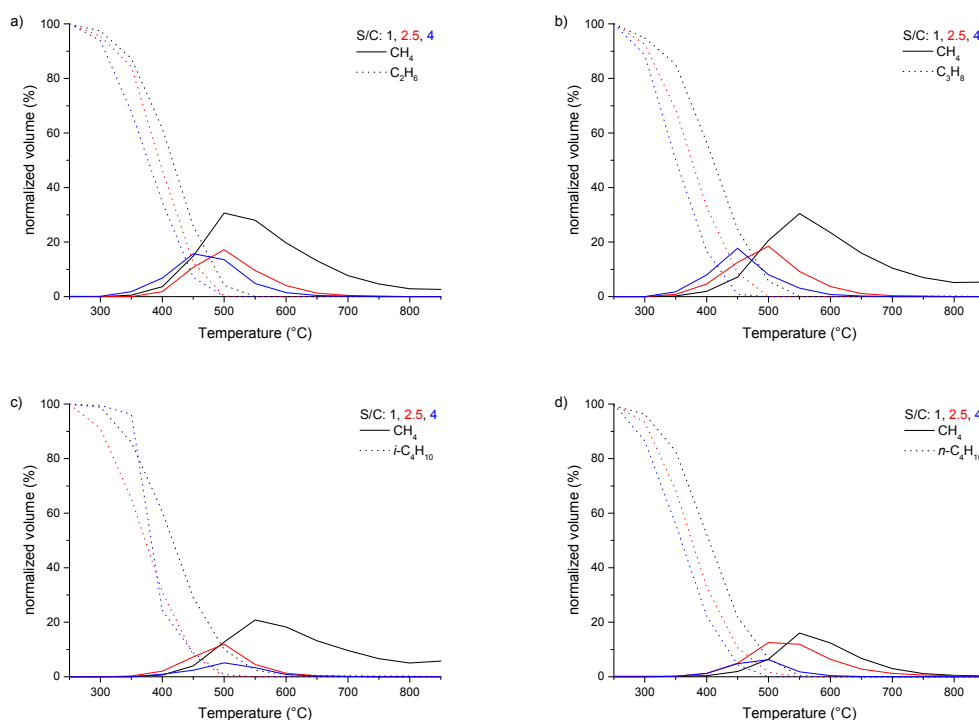 a)
S/C: 1, 2.5, 4
CH4
C2H6
normalized volume (%)
100
80
60
40
20
0
300 400 500 600 700 800
Temperature (°C)
b)
S/C: 1, 2.5, 4
CH4
C3H8
normalized volume (%)
100
80
60
40
20
0
300 400 500 600 700 800
Temperature (°C)
c)
S/C: 1, 2.5, 4
CH4
i-C4H10
normalized volume (%)
100
80
60
40
20
0
300 400 500 600 700 800
Temperature (°C)
d)
S/C: 1, 2.5, 4
CH4
n-C4H10
normalized volume (%)
100
80
60
40
20
0
300 400 500 600 700 800
Temperature (°C)